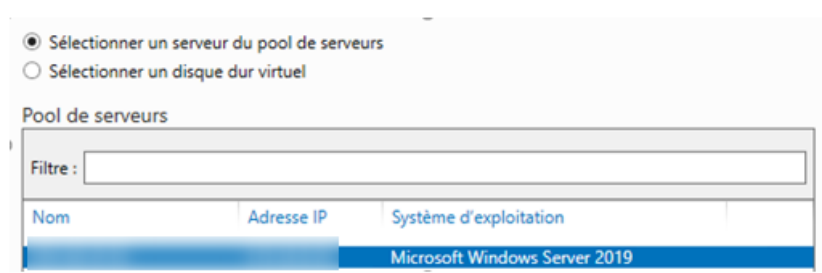 Sélectionner un serveur du pool de serveurs
Sélectionner un disque dur virtuel
Pool de serveurs
Filtre :
Nom Adresse IP Système d'exploitation
Microsoft Windows Server 2019